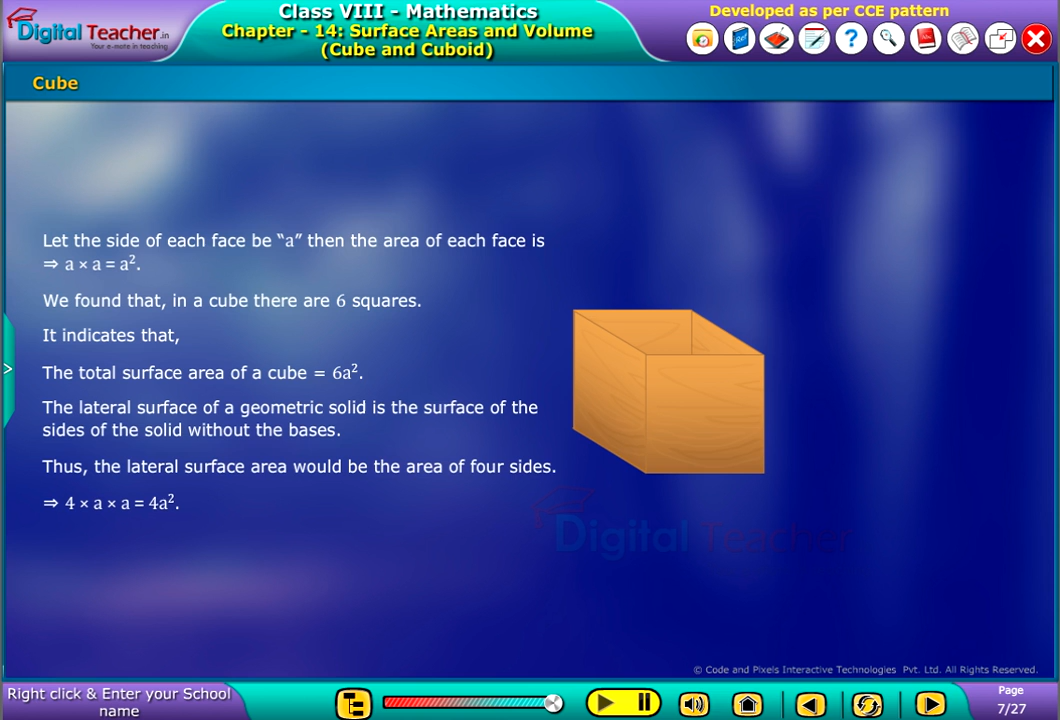 Digital Teacher.in
Your e-mate in teaching
Class VIII - Mathematics
Chapter - 14: Surface Areas and Volume
(Cube and Cuboid)
Developed as per CCE pattern
Cube
Let the side of each face be “a” then the area of each face is
⇒ a × a = a².
We found that, in a cube there are 6 squares.
It indicates that,
The total surface area of a cube = 6a².
The lateral surface of a geometric solid is the surface of the
sides of the solid without the bases.
Thus, the lateral surface area would be the area of four sides.
⇒ 4 × a × a = 4a².
Digital Teacher
© Code and Pixels Interactive Technologies Pvt. Ltd. All Rights Reserved.
Right click & Enter your School
name
Page
7/27